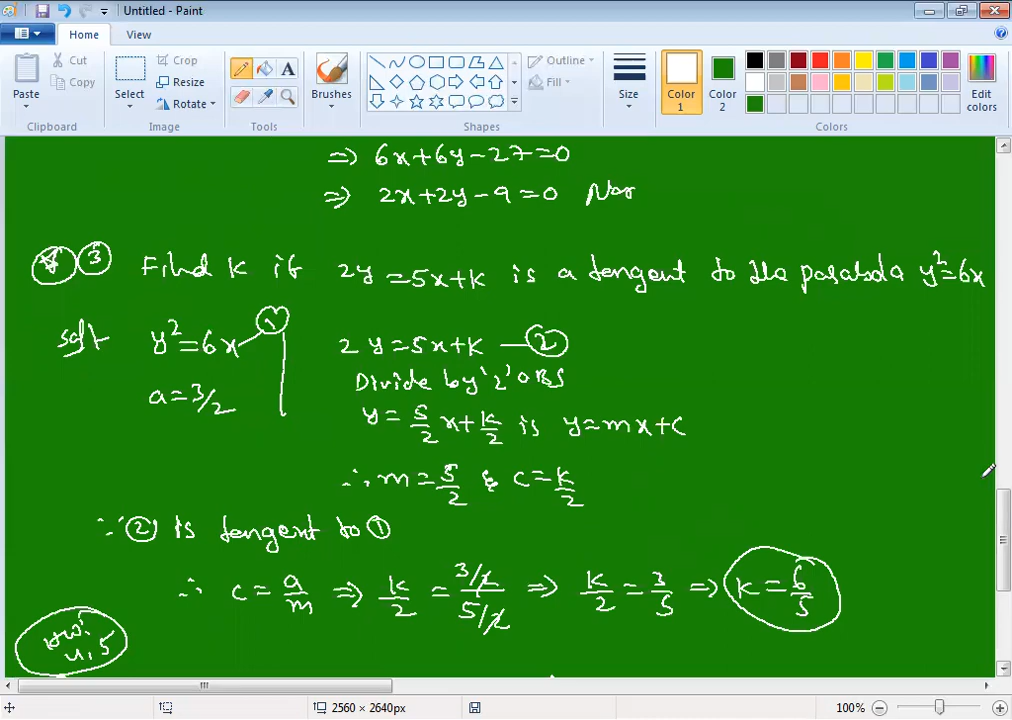 Untitled - Paint
Home View
Paste
Cut
Copy
Clipboard
Select
Crop
Resize
Rotate
Image
Tools
Brushes
Shapes
Outline
Fill
Size
Color 1
Color 2
Edit colors
Colors
⇒ 6x+6y-27=0
⇒ 2x+2y-9=0
③ Find K if 2y=5x+K is a tangent to the parabola y²=6x
y²=6x — ①
a=3/2
2y=5x+K — ②
Divide by '2' OBS
y=5/2 x+K/2 is y=mx+c
∴ m=5/2 & c=K/2
∵ ② is tangent to ①
∴ c=a/m ⇒ K/2 = (3/2)/(5/2) ⇒ K/2=3/5 ⇒ K=6/5
4,5
2560 × 2640px
100%